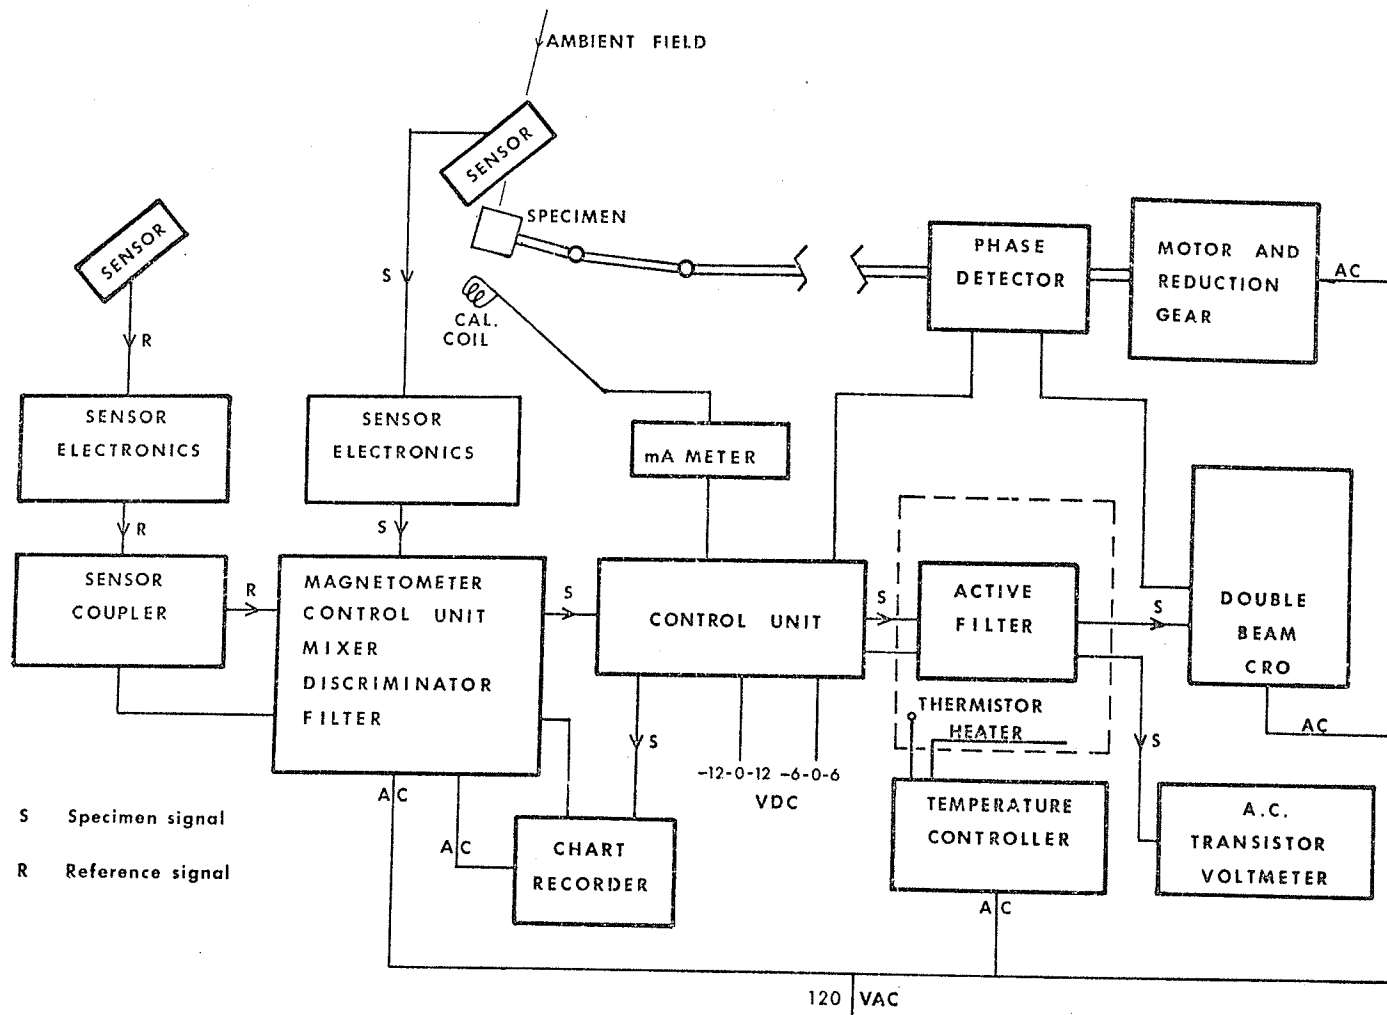 AMBIENT FIELD
SENSOR
SPECIMEN
SENSOR
S
CAL.
COIL
PHASE
DETECTOR
MOTOR AND
REDUCTION
GEAR
AC
R
SENSOR
ELECTRONICS
SENSOR
ELECTRONICS
mA METER
R
S
SENSOR
COUPLER
R
MAGNETOMETER
CONTROL UNIT
MIXER
DISCRIMINATOR
FILTER
S
CONTROL UNIT
S
ACTIVE
FILTER
S
DOUBLE
BEAM
CRO
AC
THERMISTOR
HEATER
S
S
-12-0-12 -6-0-6
VDC
AC
AC
CHART
RECORDER
TEMPERATURE
CONTROLLER
AC
A.C.
TRANSISTOR
VOLTMETER
S Specimen signal
R Reference signal
120 VAC